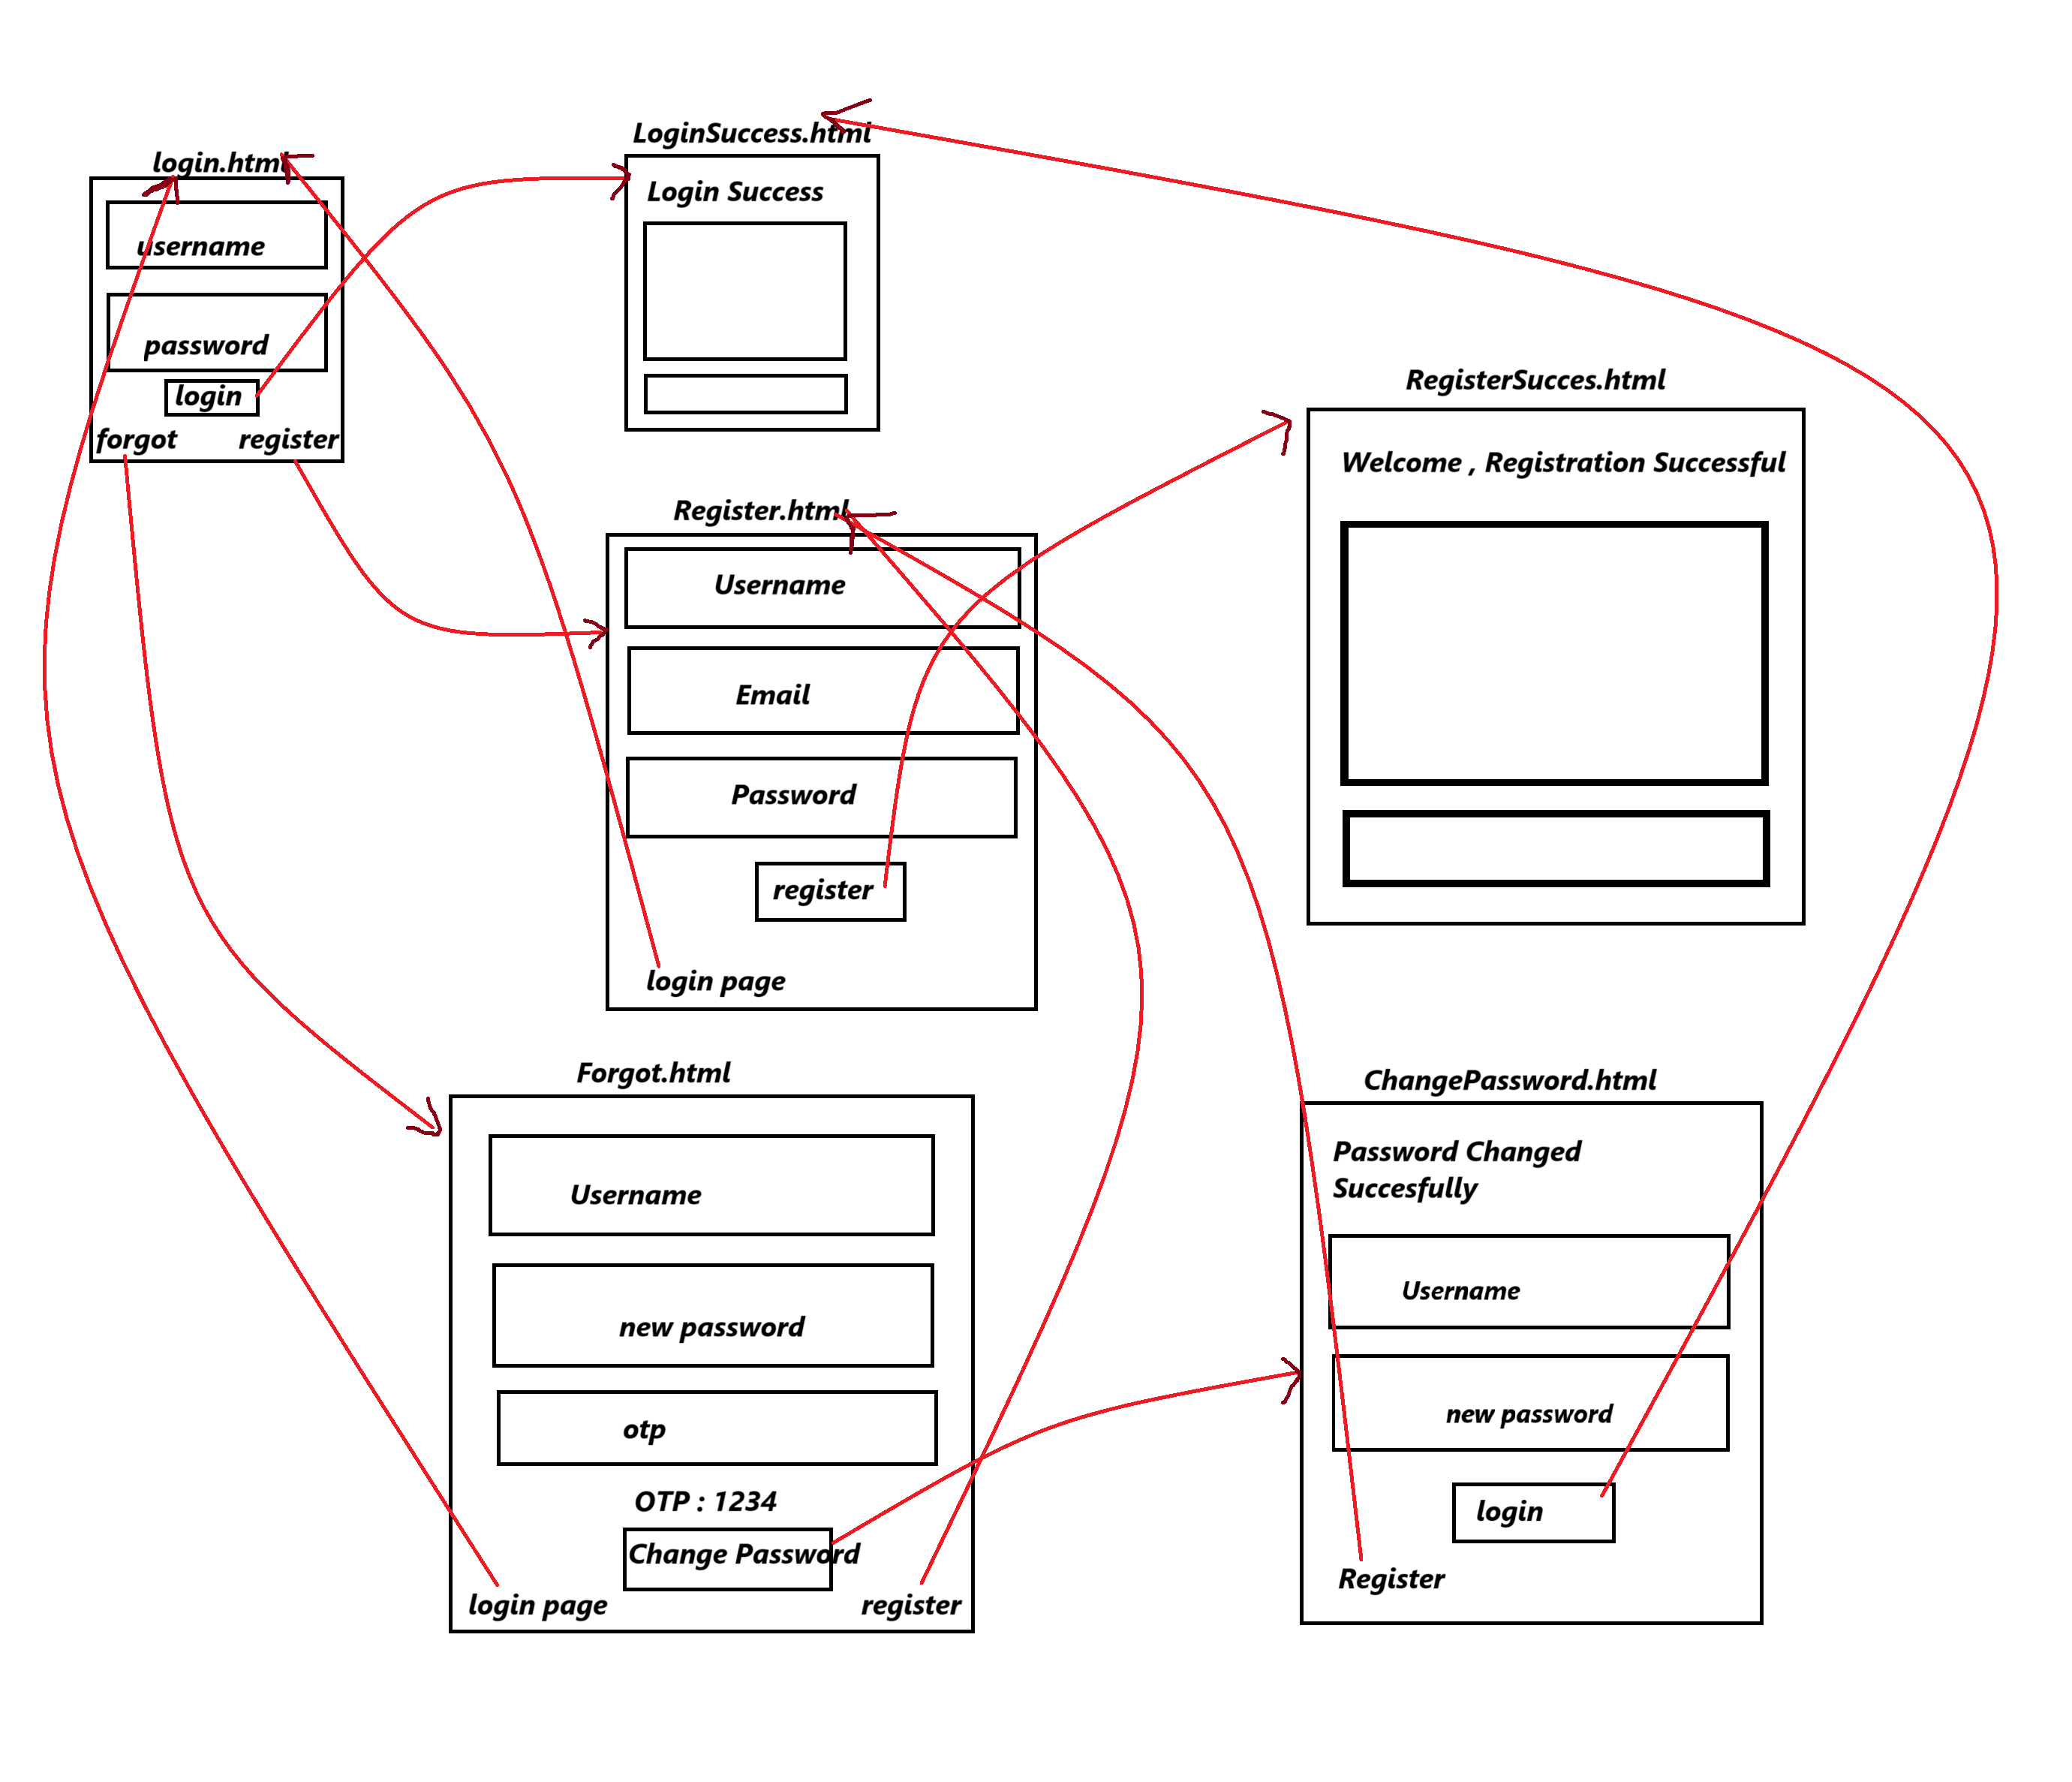 login.html
username
password
login
forgot
register
LoginSuccess.html
Login Success
Register.html
Username
Email
Password
register
login page
RegisterSucces.html
Welcome , Registration Successful
Forgot.html
Username
new password
otp
OTP : 1234
Change Password
login page
register
ChangePassword.html
Password Changed
Succesfully
Username
new password
login
Register